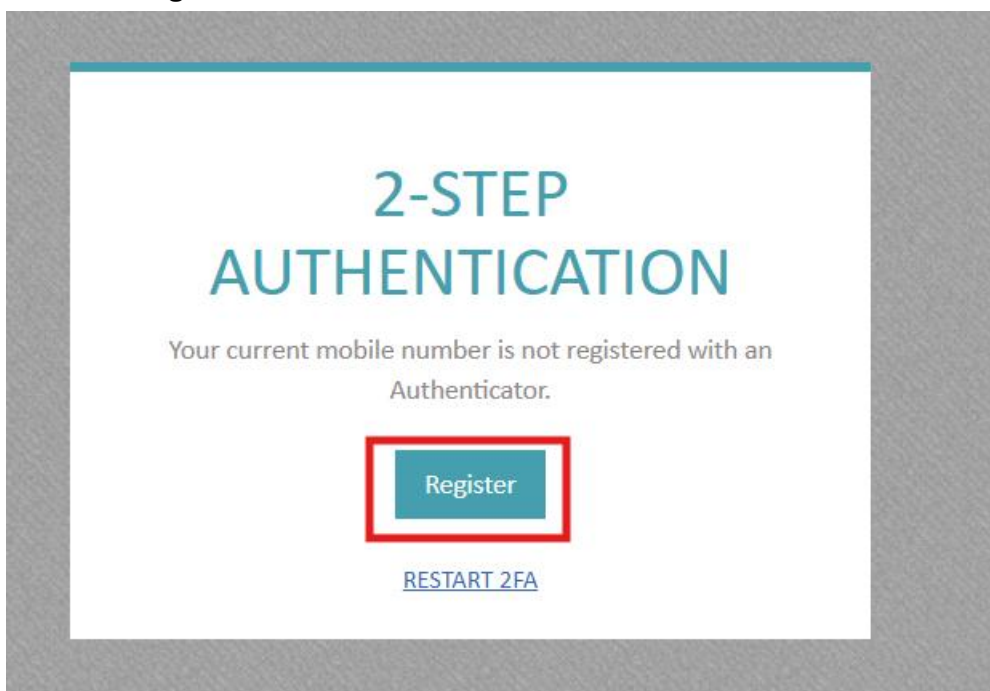 2-STEP
AUTHENTICATION
Your current mobile number is not registered with an
Authenticator.
Register
RESTART 2FA